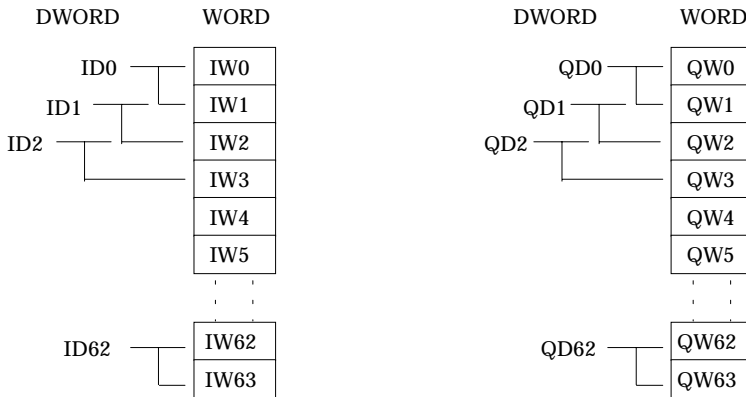 DWORD WORD DWORD WORD
ID0 IW0 QD0 QW0
ID1 IW1 QD1 QW1
ID2 IW2 QD2 QW2
IW3 QW3
IW4 QW4
IW5 QW5
ID62 IW62 QD62 QW62
IW63 QW63